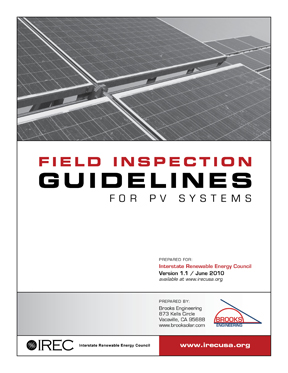 FIELD INSPECTION
GUIDELINES
FOR PV SYSTEMS
PREPARED FOR:
Interstate Renewable Energy Council
Version 1.1 / June 2010
available at www.irecusa.org
PREPARED BY:
Brooks Engineering
873 Kells Circle
Vacaville, CA 95688
www.brooksolar.com
BROOKS
ENGINEERING
IREC
Interstate Renewable Energy Council
www.irecusa.org